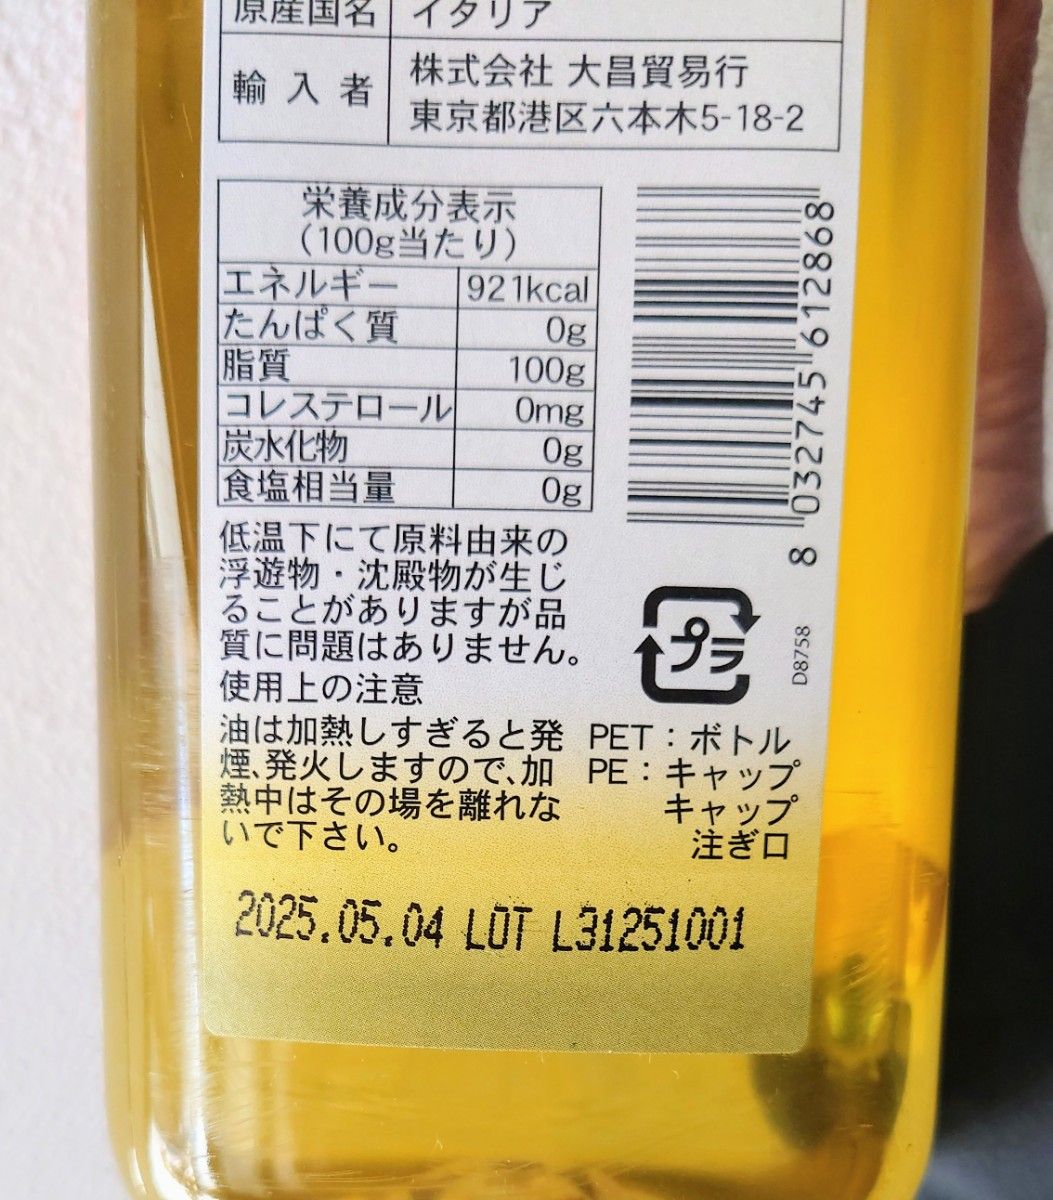 原産国名 イタリア
輸入者 株式会社 大昌貿易行
東京都港区六本木5-18-2
栄養成分表示
(100g当たり)
エネルギー 921kcal
たんぱく質 0g
脂質 100g
コレステロール 0mg
炭水化物 0g
食塩相当量 0g
低温下にて原料由来の
浮遊物・沈殿物が生じ
ることがありますが品
質に問題はありません。
使用上の注意
油は加熱しすぎると発
煙、発火しますので、加
熱中はその場を離れな
いで下さい。
8 032745 612868
プラ
D8758
PET：ボトル
PE：キャップ
キャップ
注ぎ口
2025.05.04 LOT L31251001